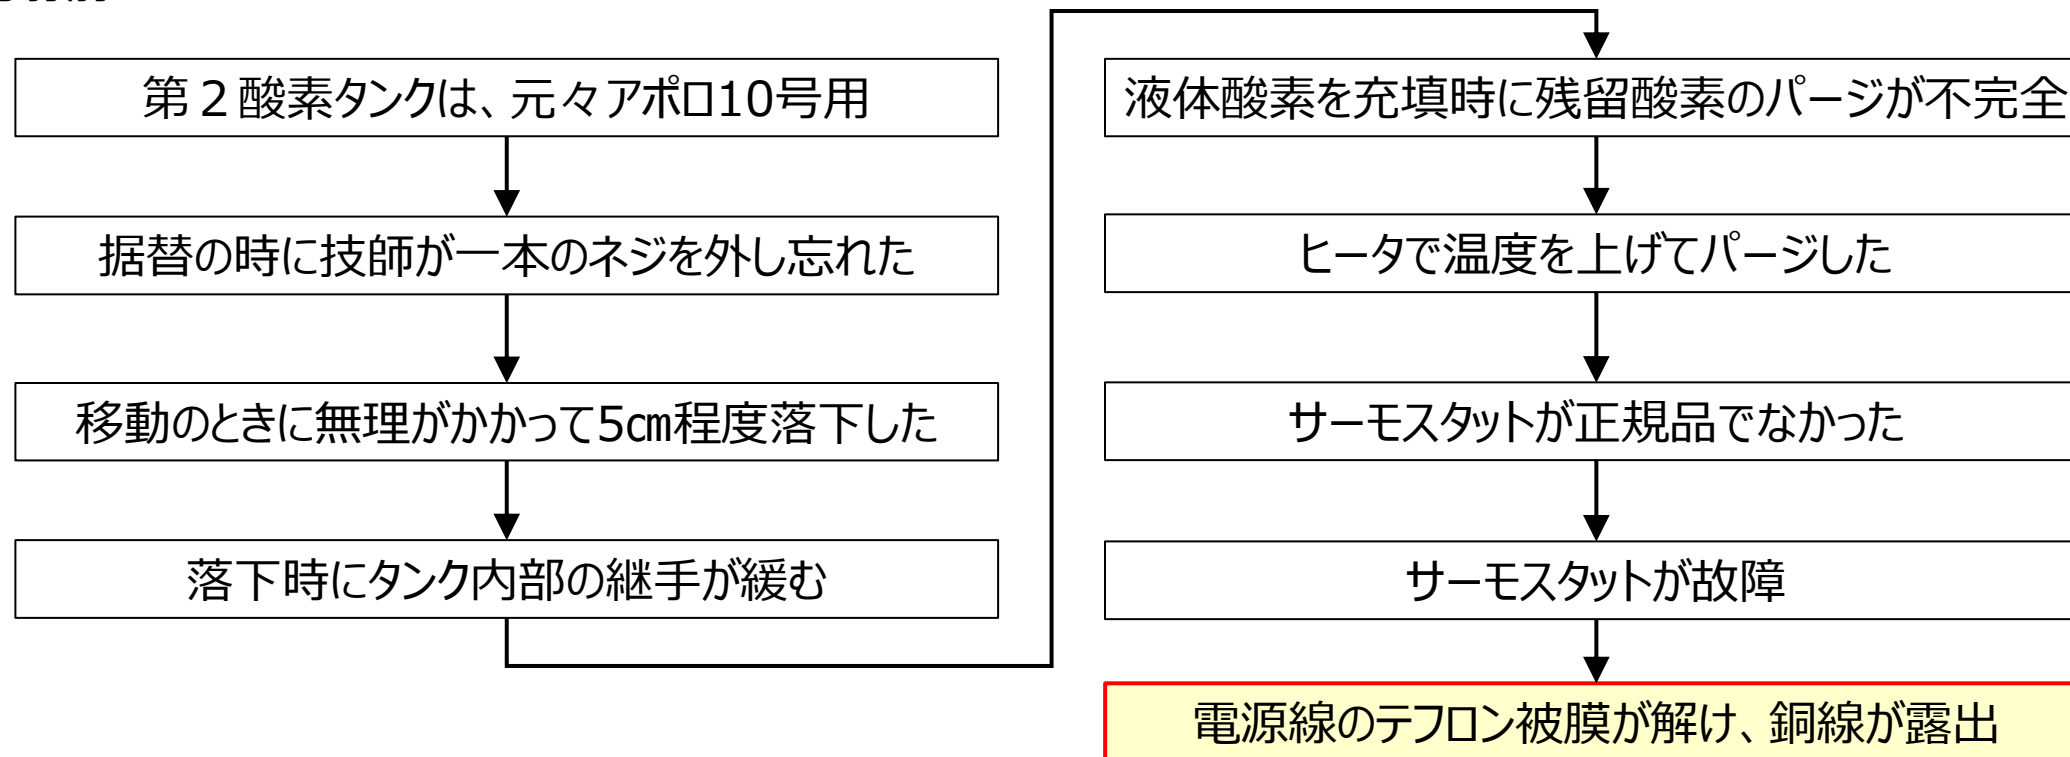 第２酸素タンクは、元々アポロ10号用
据替の時に技師が一本のネジを外し忘れた
移動のときに無理がかかって5㎝程度落下した
落下時にタンク内部の継手が緩む
液体酸素を充填時に残留酸素のパージが不完全
ヒータで温度を上げてパージした
サーモスタットが正規品でなかった
サーモスタットが故障
電源線のテフロン被膜が解け、銅線が露出